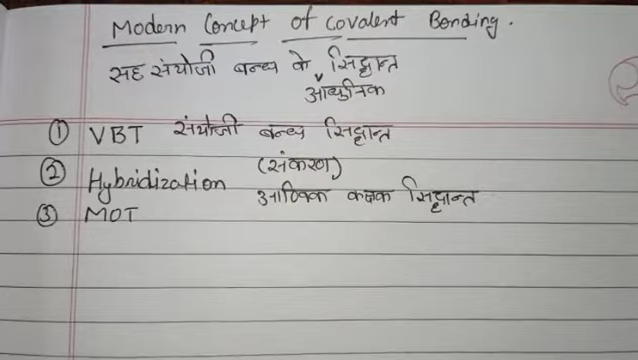 Modern Concept of Covalent Bonding.
सह संयोजी बन्ध के सिद्धान्त
आधुनिक
① VBT संयोजी बन्ध सिद्धान्त
② Hybridization (संकरण)
③ MOT आण्विक कक्षक सिद्धान्त